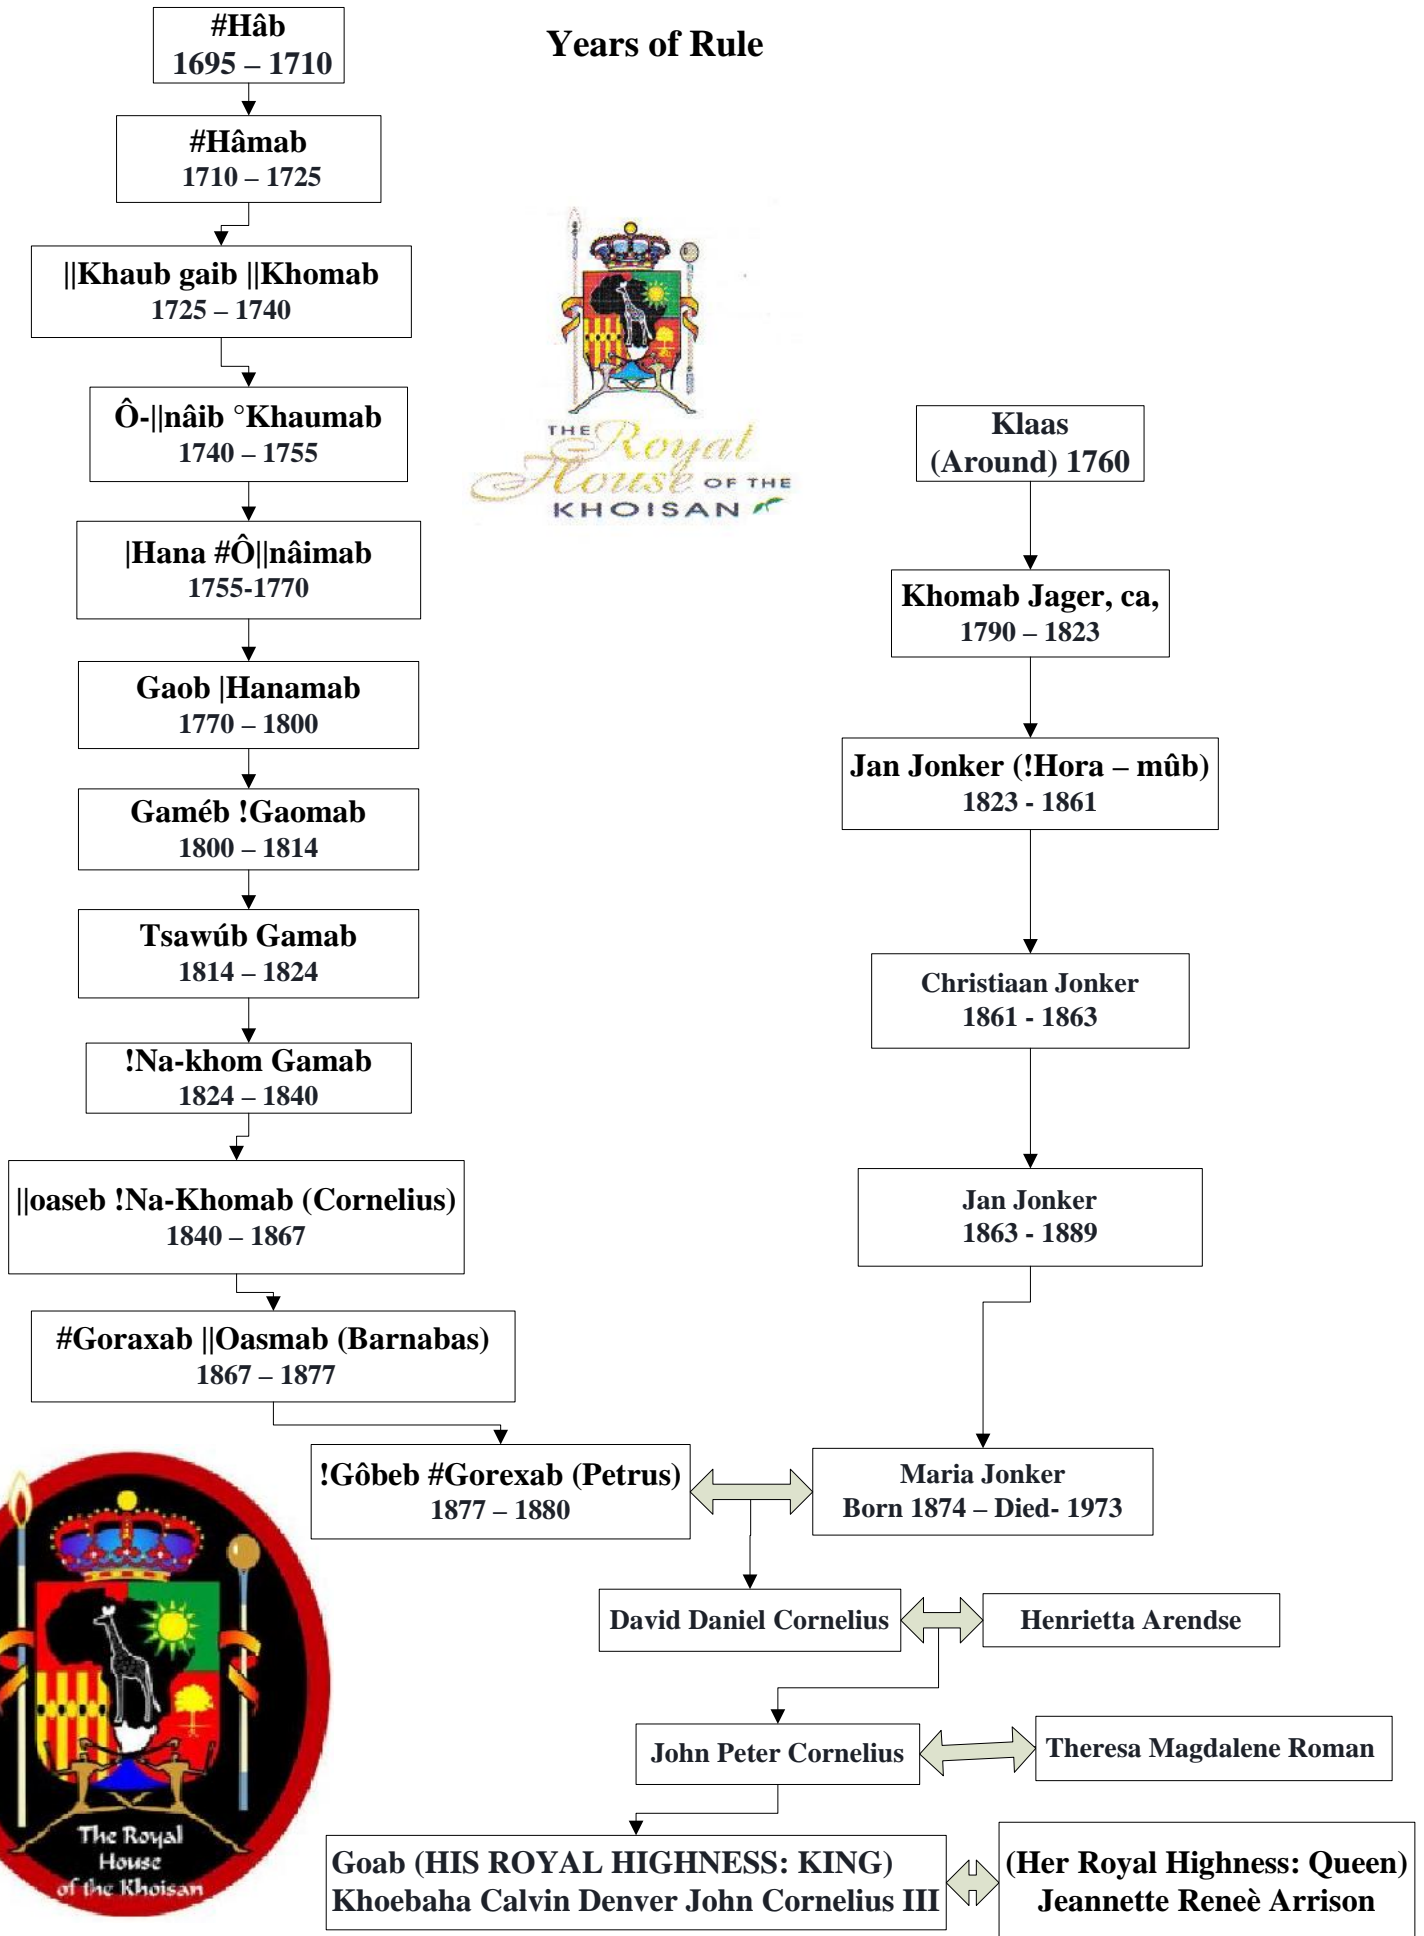 Years of Rule
#Hâb
1695 – 1710
#Hâmab
1710 – 1725
||Khaub gaib ||Khomab
1725 – 1740
Ô-||nâib °Khaumab
1740 – 1755
|Hana #Ô||nâimab
1755-1770
Gaob |Hanamab
1770 – 1800
Gaméb !Gaomab
1800 – 1814
Tsawúb Gamab
1814 – 1824
!Na-khom Gamab
1824 – 1840
||oaseb !Na-Khomab (Cornelius)
1840 – 1867
#Goraxab ||Oasmab (Barnabas)
1867 – 1877
!Gôbeb #Gorexab (Petrus)
1877 – 1880
THE Royal
House OF THE
KHOISAN
Klaas
(Around) 1760
Khomab Jager, ca,
1790 – 1823
Jan Jonker (!Hora – mûb)
1823 - 1861
Christiaan Jonker
1861 - 1863
Jan Jonker
1863 - 1889
Maria Jonker
Born 1874 – Died- 1973
David Daniel Cornelius
Henrietta Arendse
John Peter Cornelius
Theresa Magdalene Roman
Goab (HIS ROYAL HIGHNESS: KING)
Khoebaha Calvin Denver John Cornelius III
(Her Royal Highness: Queen)
Jeannette Reneè Arrison
The Royal
House
of the Khoisan